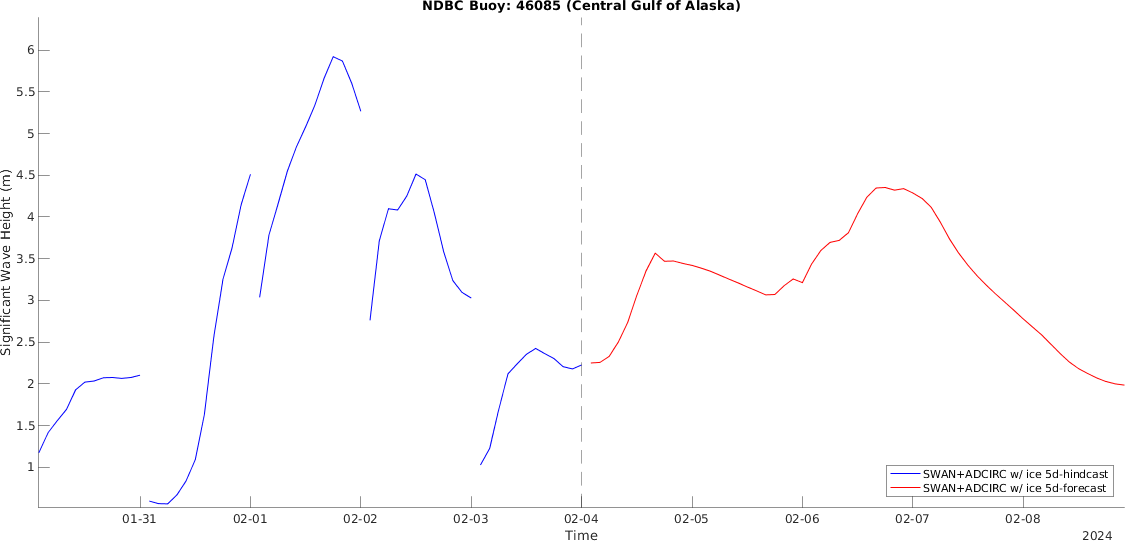 NDBC Buoy: 46085 (Central Gulf of Alaska)
6
5.5
5
4.5
4
3.5
3
2.5
2
1.5
1
Significant Wave Height (m)
01-31 02-01 02-02 02-03 02-04 02-05 02-06 02-07 02-08
Time
2024
SWAN+ADCIRC w/ ice 5d-hindcast
SWAN+ADCIRC w/ ice 5d-forecast